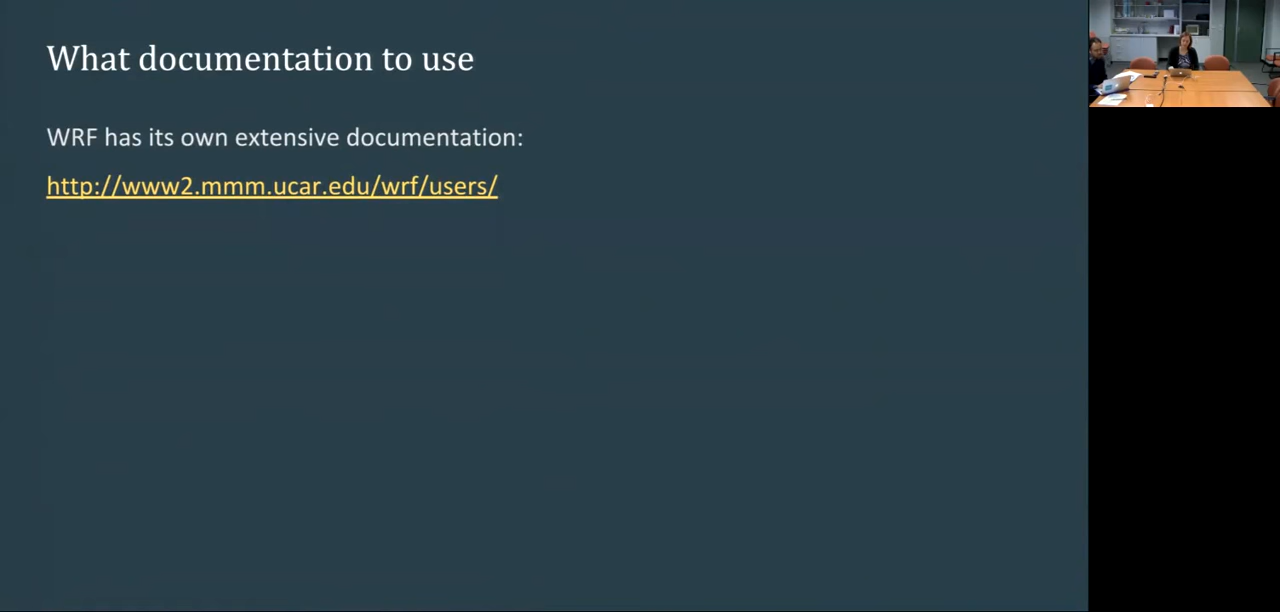 What documentation to use
WRF has its own extensive documentation:
http://www2.mmm.ucar.edu/wrf/users/